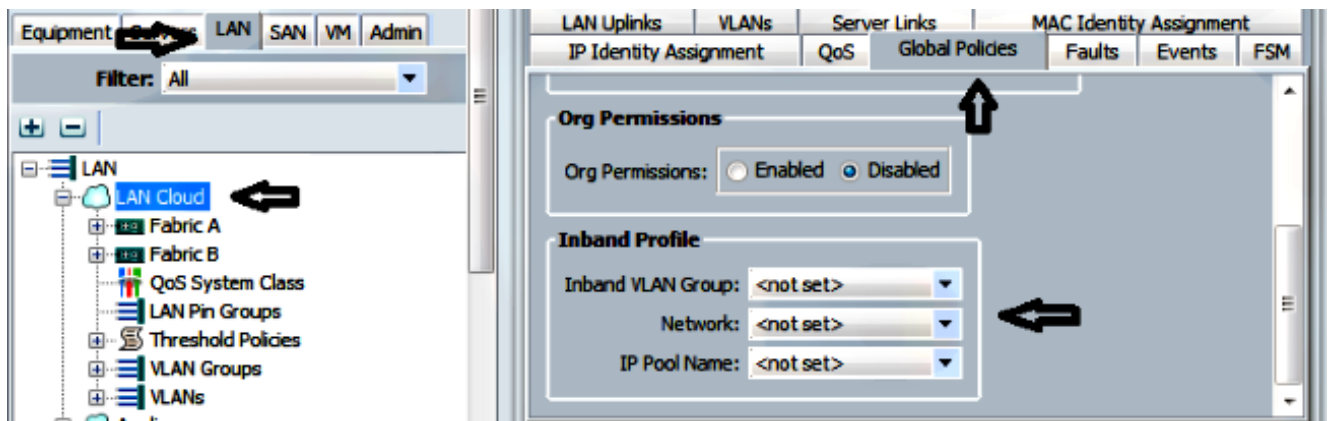 Equipment LAN SAN VM Admin
Filter: All
LAN
LAN Cloud
Fabric A
Fabric B
QoS System Class
LAN Pin Groups
Threshold Policies
VLAN Groups
VLANs
LAN Uplinks VLANs Server Links MAC Identity Assignment
IP Identity Assignment QoS Global Policies Faults Events FSM
Org Permissions
Org Permissions: Enabled Disabled
Inband Profile
Inband VLAN Group: <not set>
Network: <not set>
IP Pool Name: <not set>